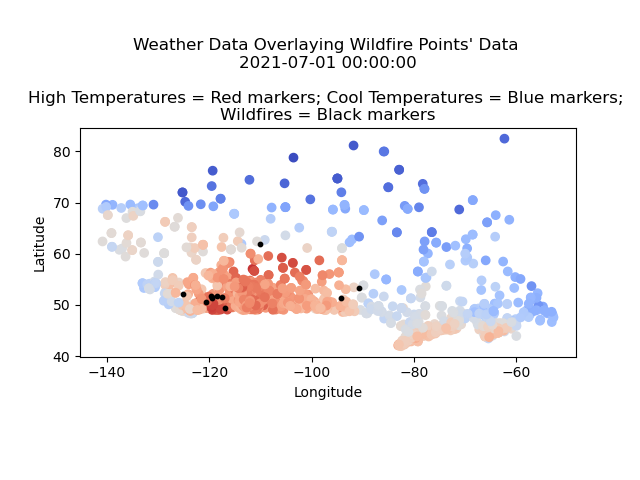 Weather Data Overlaying Wildfire Points' Data
2021-07-01 00:00:00
High Temperatures = Red markers; Cool Temperatures = Blue markers;
Wildfires = Black markers
80
70
60
50
40
Latitude
−140
−120
−100
−80
−60
Longitude